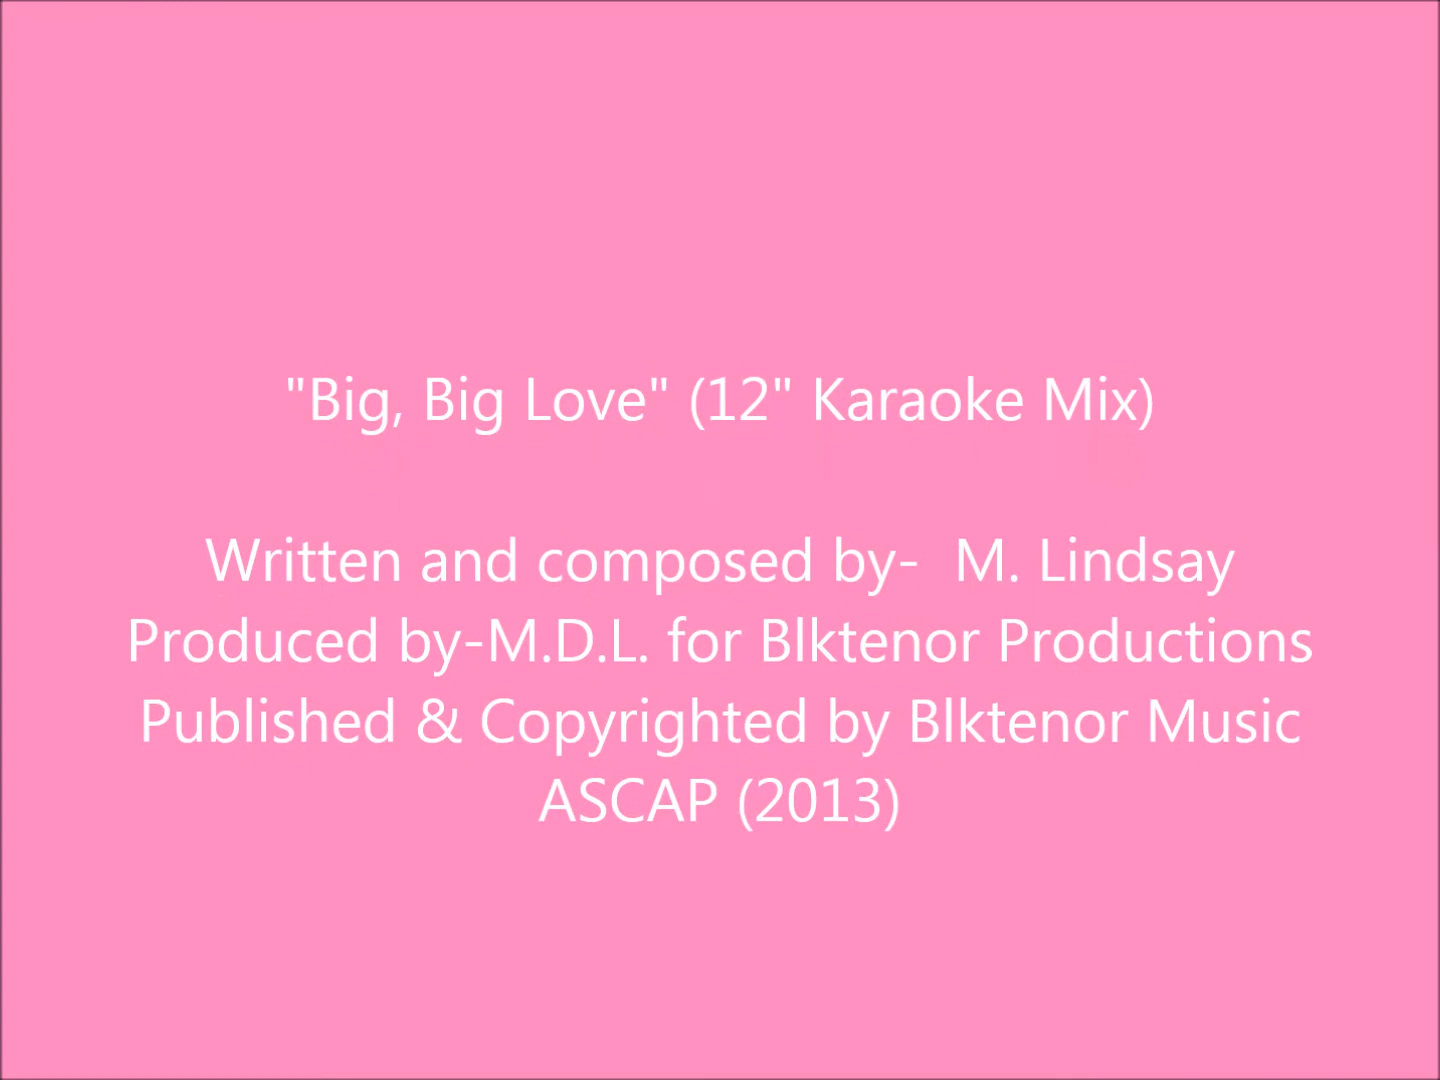 "Big, Big Love" (12" Karaoke Mix)
Written and composed by-  M. Lindsay
Produced by-M.D.L. for Blktenor Productions
Published & Copyrighted by Blktenor Music
ASCAP (2013)